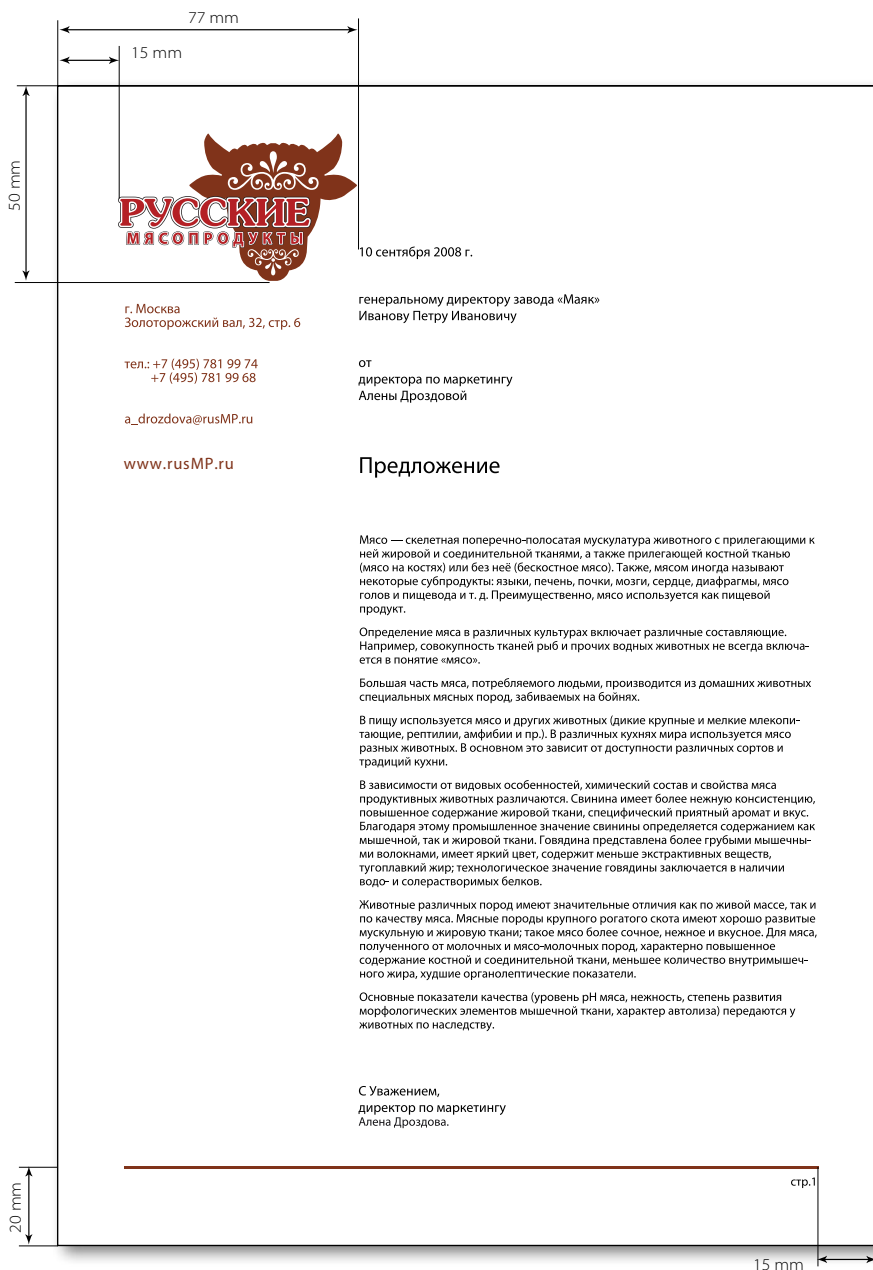 77 mm
15 mm
50 mm
РУССКИЕ
МЯСОПРОДУКТЫ
10 сентября 2008 г.
г. Москва
Золоторожский вал, 32, стр. 6
тел.: +7 (495) 781 99 74
+7 (495) 781 99 68
a_drozdova@rusMP.ru
www.rusMP.ru
генеральному директору завода «Маяк»
Иванову Петру Ивановичу
от
директора по маркетингу
Алены Дроздовой
Предложение
Мясо — скелетная поперечно-полосатая мускулатура животного с прилегающими к
ней жировой и соединительной тканями, а также прилегающей костной тканью
(мясо на костях) или без неё (бескостное мясо). Также, мясом иногда называют
некоторые субпродукты: языки, печень, почки, мозги, сердце, диафрагмы, мясо
голов и пищевода и т. д. Преимущественно, мясо используется как пищевой
продукт.
Определение мяса в различных культурах включает различные составляющие.
Например, совокупность тканей рыб и прочих водных животных не всегда включа-
ется в понятие «мясо».
Большая часть мяса, потребляемого людьми, производится из домашних животных
специальных мясных пород, забиваемых на бойнях.
В пищу используется мясо и других животных (дикие крупные и мелкие млекопи-
тающие, рептилии, амфибии и пр.). В различных кухнях мира используется мясо
разных животных. В основном это зависит от доступности различных сортов и
традиций кухни.
В зависимости от видовых особенностей, химический состав и свойства мяса
продуктивных животных различаются. Свинина имеет более нежную консистенцию,
повышенное содержание жировой ткани, специфический приятный аромат и вкус.
Благодаря этому промышленное значение свинины определяется содержанием как
мышечной, так и жировой ткани. Говядина представлена более грубыми мышечны-
ми волокнами, имеет яркий цвет, содержит меньше экстрактивных веществ,
тугоплавкий жир; технологическое значение говядины заключается в наличии
водо- и солерастворимых белков.
Животные различных пород имеют значительные отличия как по живой массе, так и
по качеству мяса. Мясные породы крупного рогатого скота имеют хорошо развитые
мускульную и жировую ткани; такое мясо более сочное, нежное и вкусное. Для мяса,
полученного от молочных и мясо-молочных пород, характерно повышенное
содержание костной и соединительной ткани, меньшее количество внутримышеч-
ного жира, худшие органолептические показатели.
Основные показатели качества (уровень pH мяса, нежность, степень развития
морфологических элементов мышечной ткани, характер автолиза) передаются у
животных по наследству.
С Уважением,
директор по маркетингу
Алена Дроздова.
стр.1
20 mm
15 mm